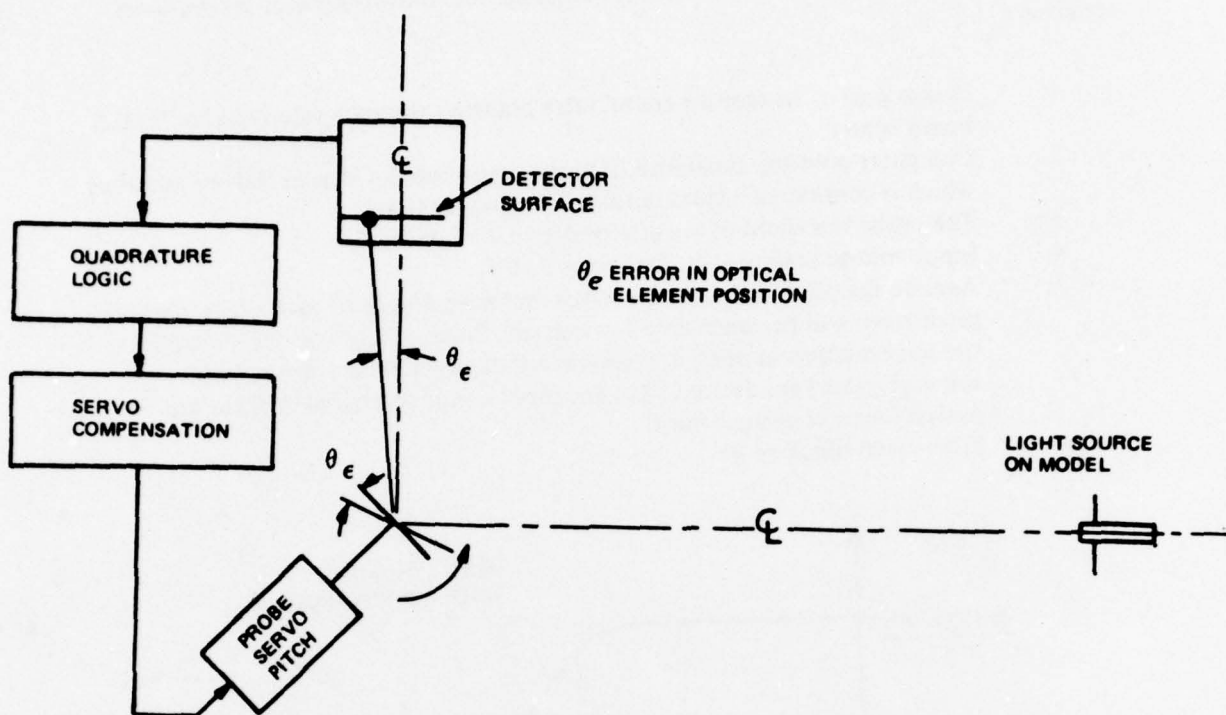 ℄
DETECTOR
SURFACE
QUADRATURE
LOGIC
θe ERROR IN OPTICAL
ELEMENT POSITION
θϵ
SERVO
COMPENSATION
LIGHT SOURCE
ON MODEL
θϵ
℄
PROBE
SERVO
PITCH